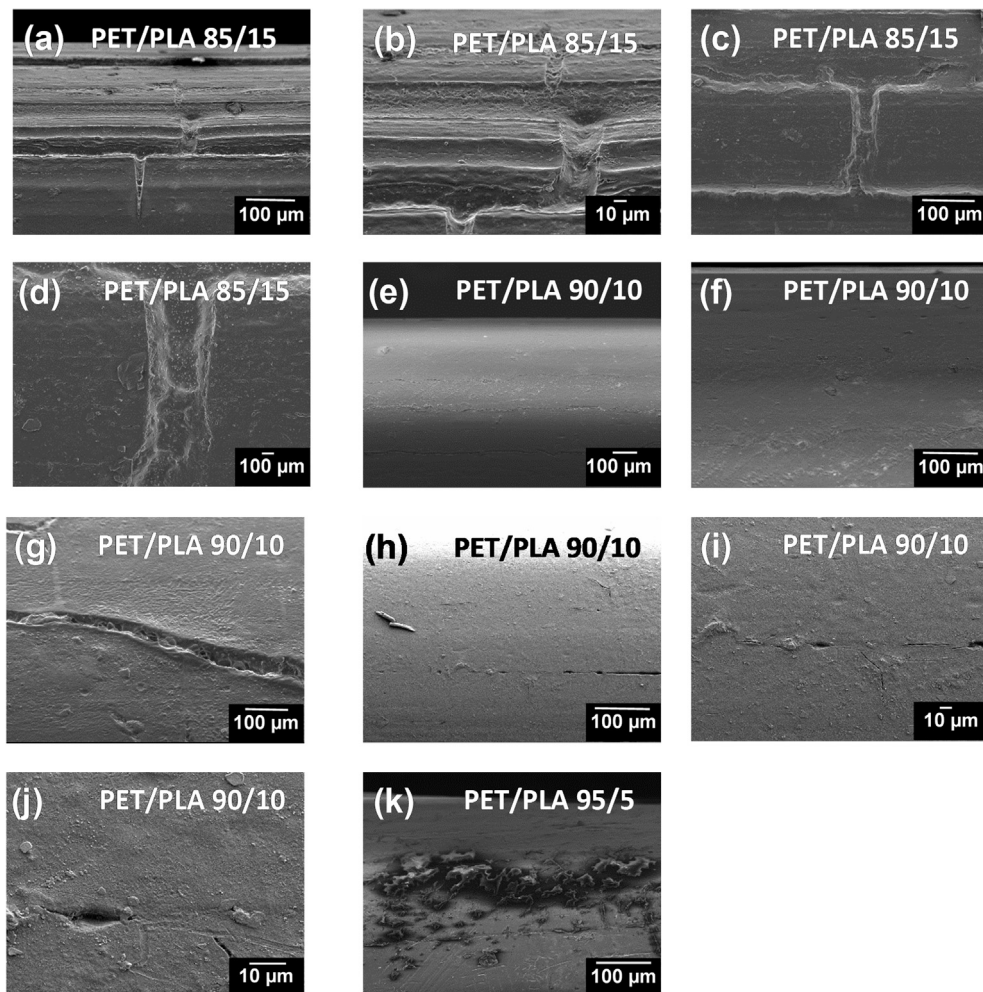 (a) PET/PLA 85/15
100 µm
(b) PET/PLA 85/15
10 µm
(c) PET/PLA 85/15
100 µm
(d) PET/PLA 85/15
100 µm
(e) PET/PLA 90/10
100 µm
(f) PET/PLA 90/10
100 µm
(g) PET/PLA 90/10
100 µm
(h) PET/PLA 90/10
100 µm
(i) PET/PLA 90/10
10 µm
(j) PET/PLA 90/10
10 µm
(k) PET/PLA 95/5
100 µm